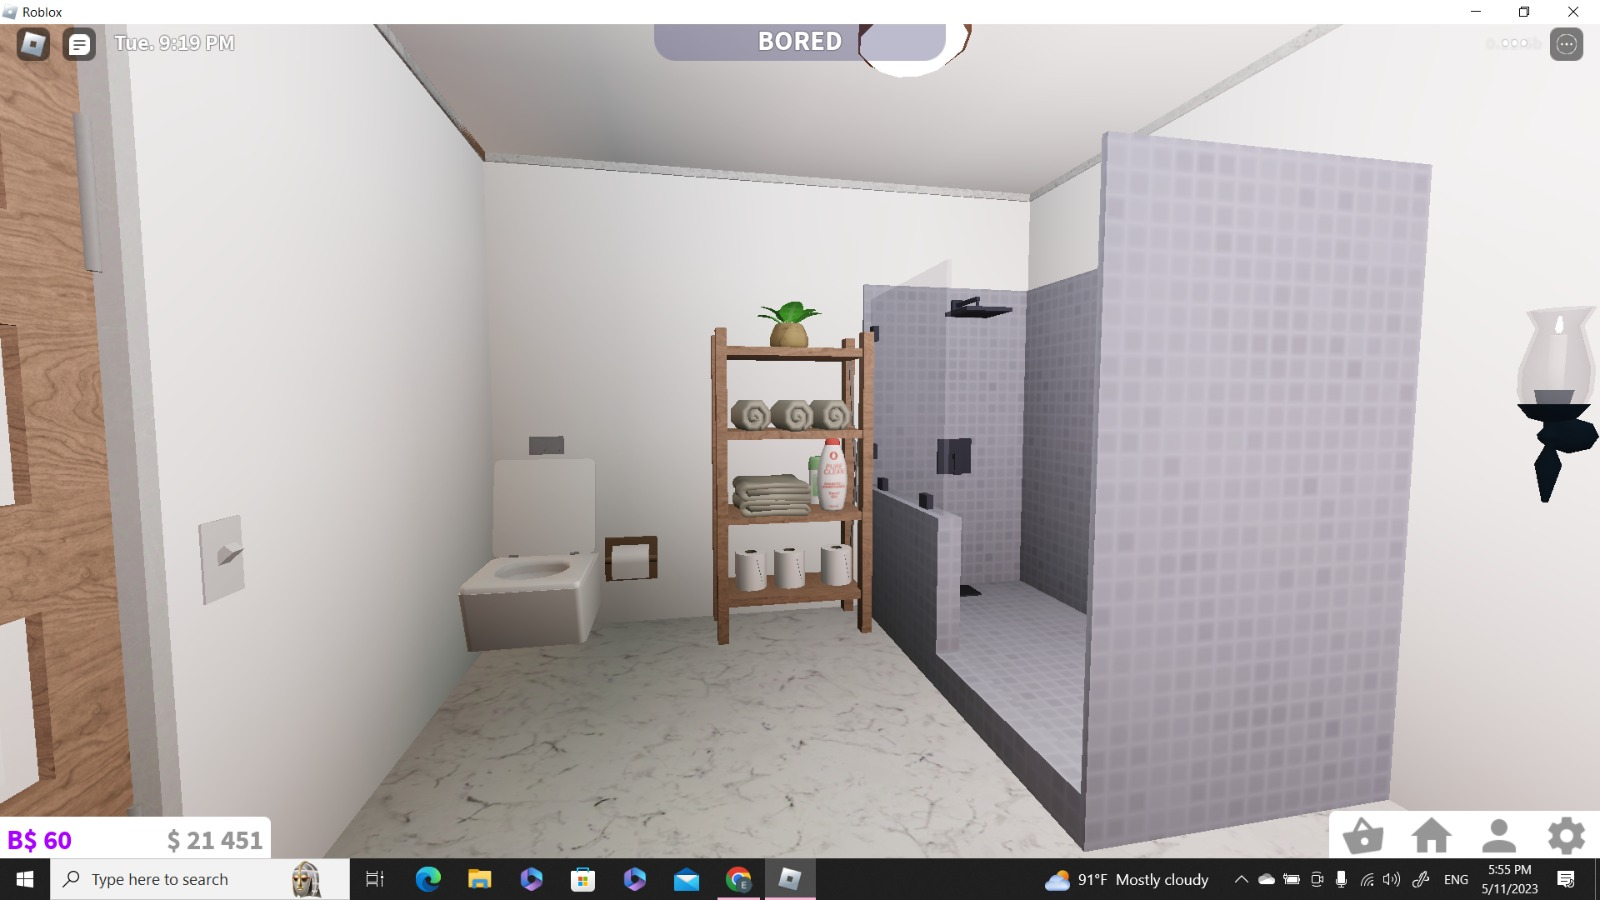 Roblox
Tue. 9:19 PM
BORED
B$ 60
$ 21 451
Type here to search
91°F Mostly cloudy
ENG
5:55 PM
5/11/2023